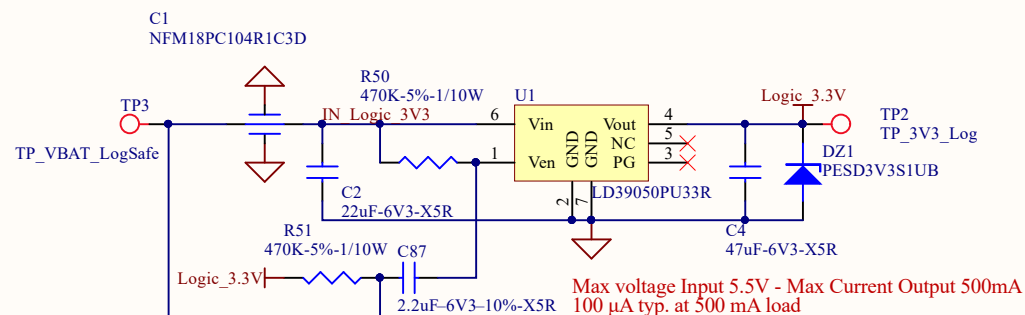 C1
NFM18PC104R1C3D
R50
470K-5%-1/10W
U1
Logic_3.3V
TP3
IN_Logic_3V3
6
Vin
GND
GND
Vout
4
TP2
TP_3V3_Log
TP_VBAT_LogSafe
NC
5
1
Ven
PG
3
DZ1
PESD3V3S1UB
C2
22uF-6V3-X5R
2
7
LD39050PU33R
C4
47uF-6V3-X5R
R51
470K-5%-1/10W
C87
Logic_3.3V
2.2uF-6V3-10%-X5R
Max voltage Input 5.5V - Max Current Output 500mA
100 µA typ. at 500 mA load